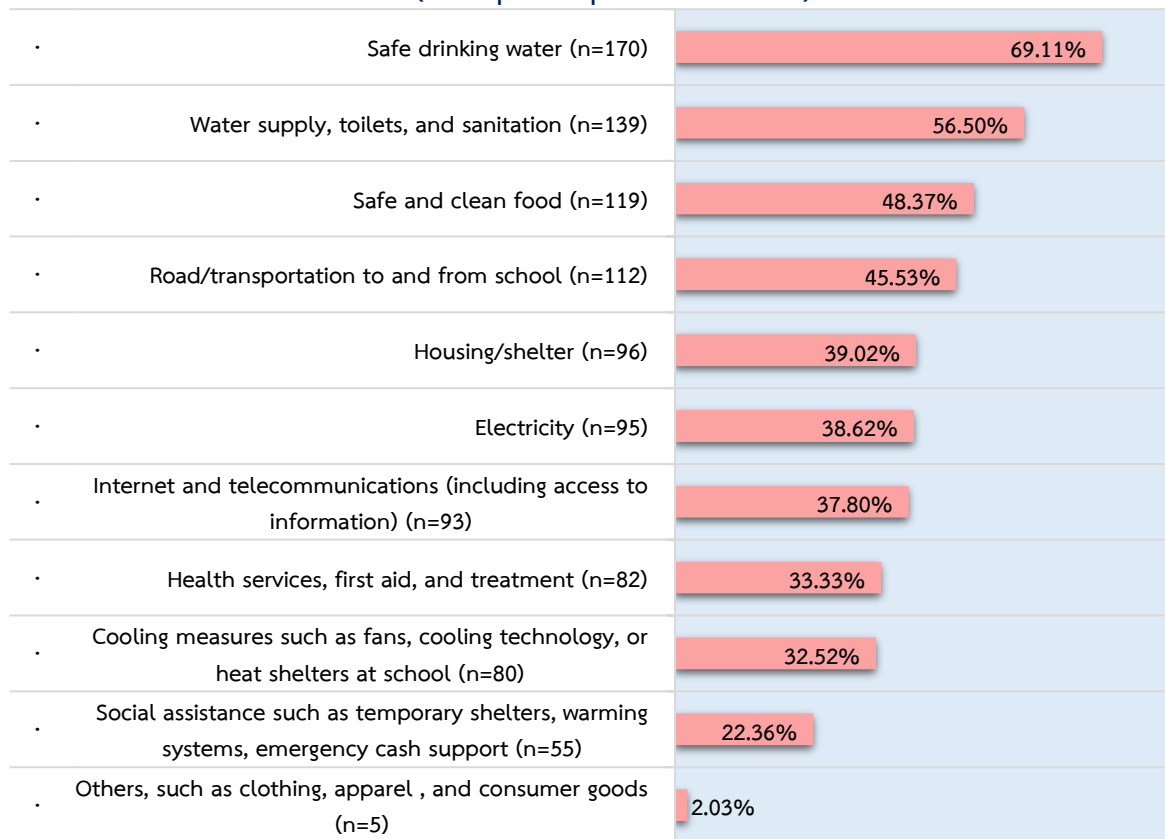 Safe drinking water (n=170)
69.11%
Water supply, toilets, and sanitation (n=139)
56.50%
Safe and clean food (n=119)
48.37%
Road/transportation to and from school (n=112)
45.53%
Housing/shelter (n=96)
39.02%
Electricity (n=95)
38.62%
Internet and telecommunications (including access to
information) (n=93)
37.80%
Health services, first aid, and treatment (n=82)
33.33%
Cooling measures such as fans, cooling technology, or
heat shelters at school (n=80)
32.52%
Social assistance such as temporary shelters, warming
systems, emergency cash support (n=55)
22.36%
Others, such as clothing, apparel , and consumer goods
(n=5)
2.03%